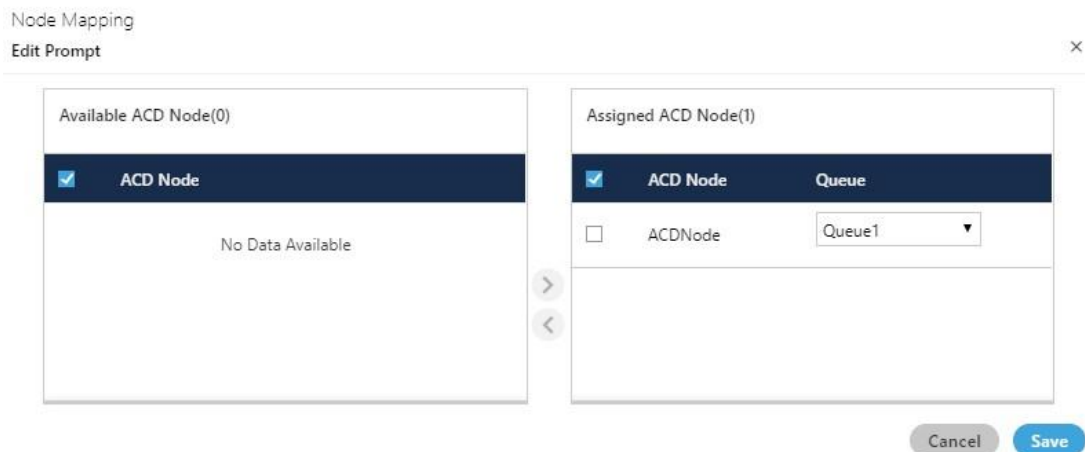 Node Mapping
Edit Prompt
Available ACD Node(0)
ACD Node
No Data Available
Assigned ACD Node(1)
ACD Node Queue
ACDNode Queue1
Cancel Save